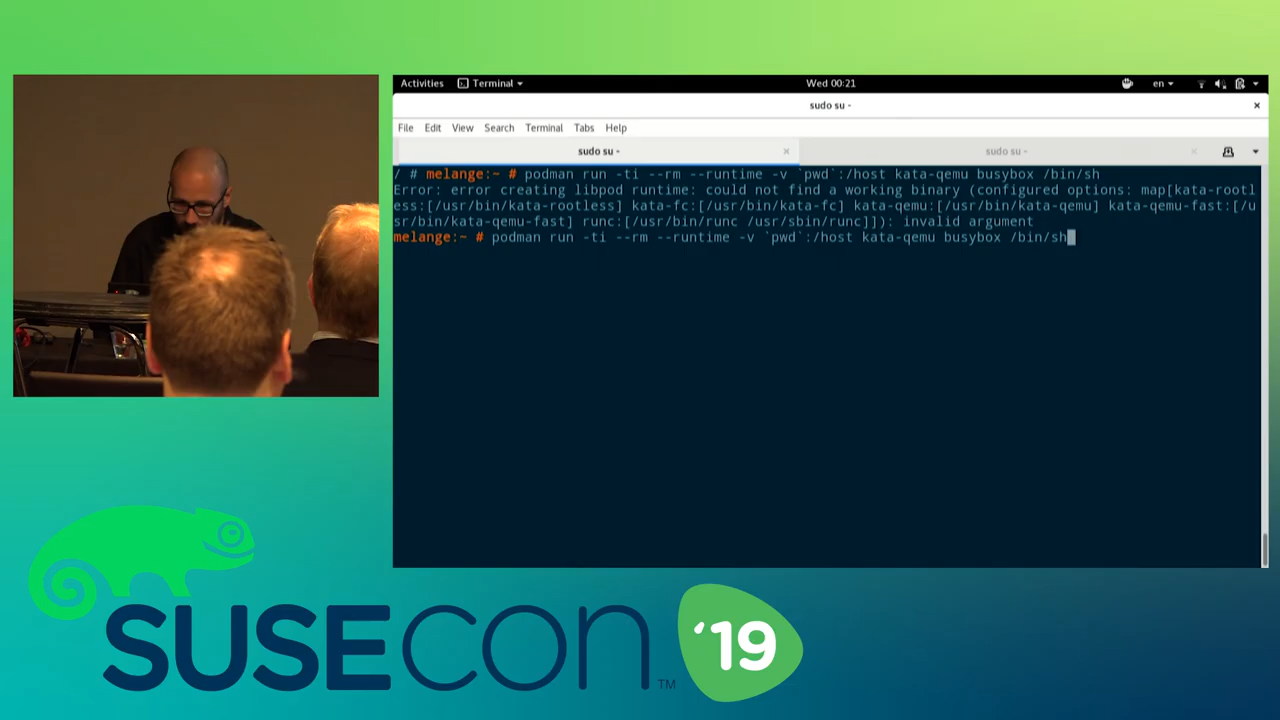 Activities Terminal Wed 00:21 en
sudo su -
File Edit View Search Terminal Tabs Help
sudo su - sudo su -
/ # melange:~ # podman run -ti --rm --runtime -v `pwd`:/host kata-qemu busybox /bin/sh
Error: error creating libpod runtime: could not find a working binary (configured options: map[kata-rootl
ess:[/usr/bin/kata-rootless] kata-fc:[/usr/bin/kata-fc] kata-qemu:[/usr/bin/kata-qemu] kata-qemu-fast:[/u
sr/bin/kata-qemu-fast] runc:[/usr/bin/runc /usr/sbin/runc]]): invalid argument
melange:~ # podman run -ti --rm --runtime -v `pwd`:/host kata-qemu busybox /bin/sh
SUSECON ™ '19